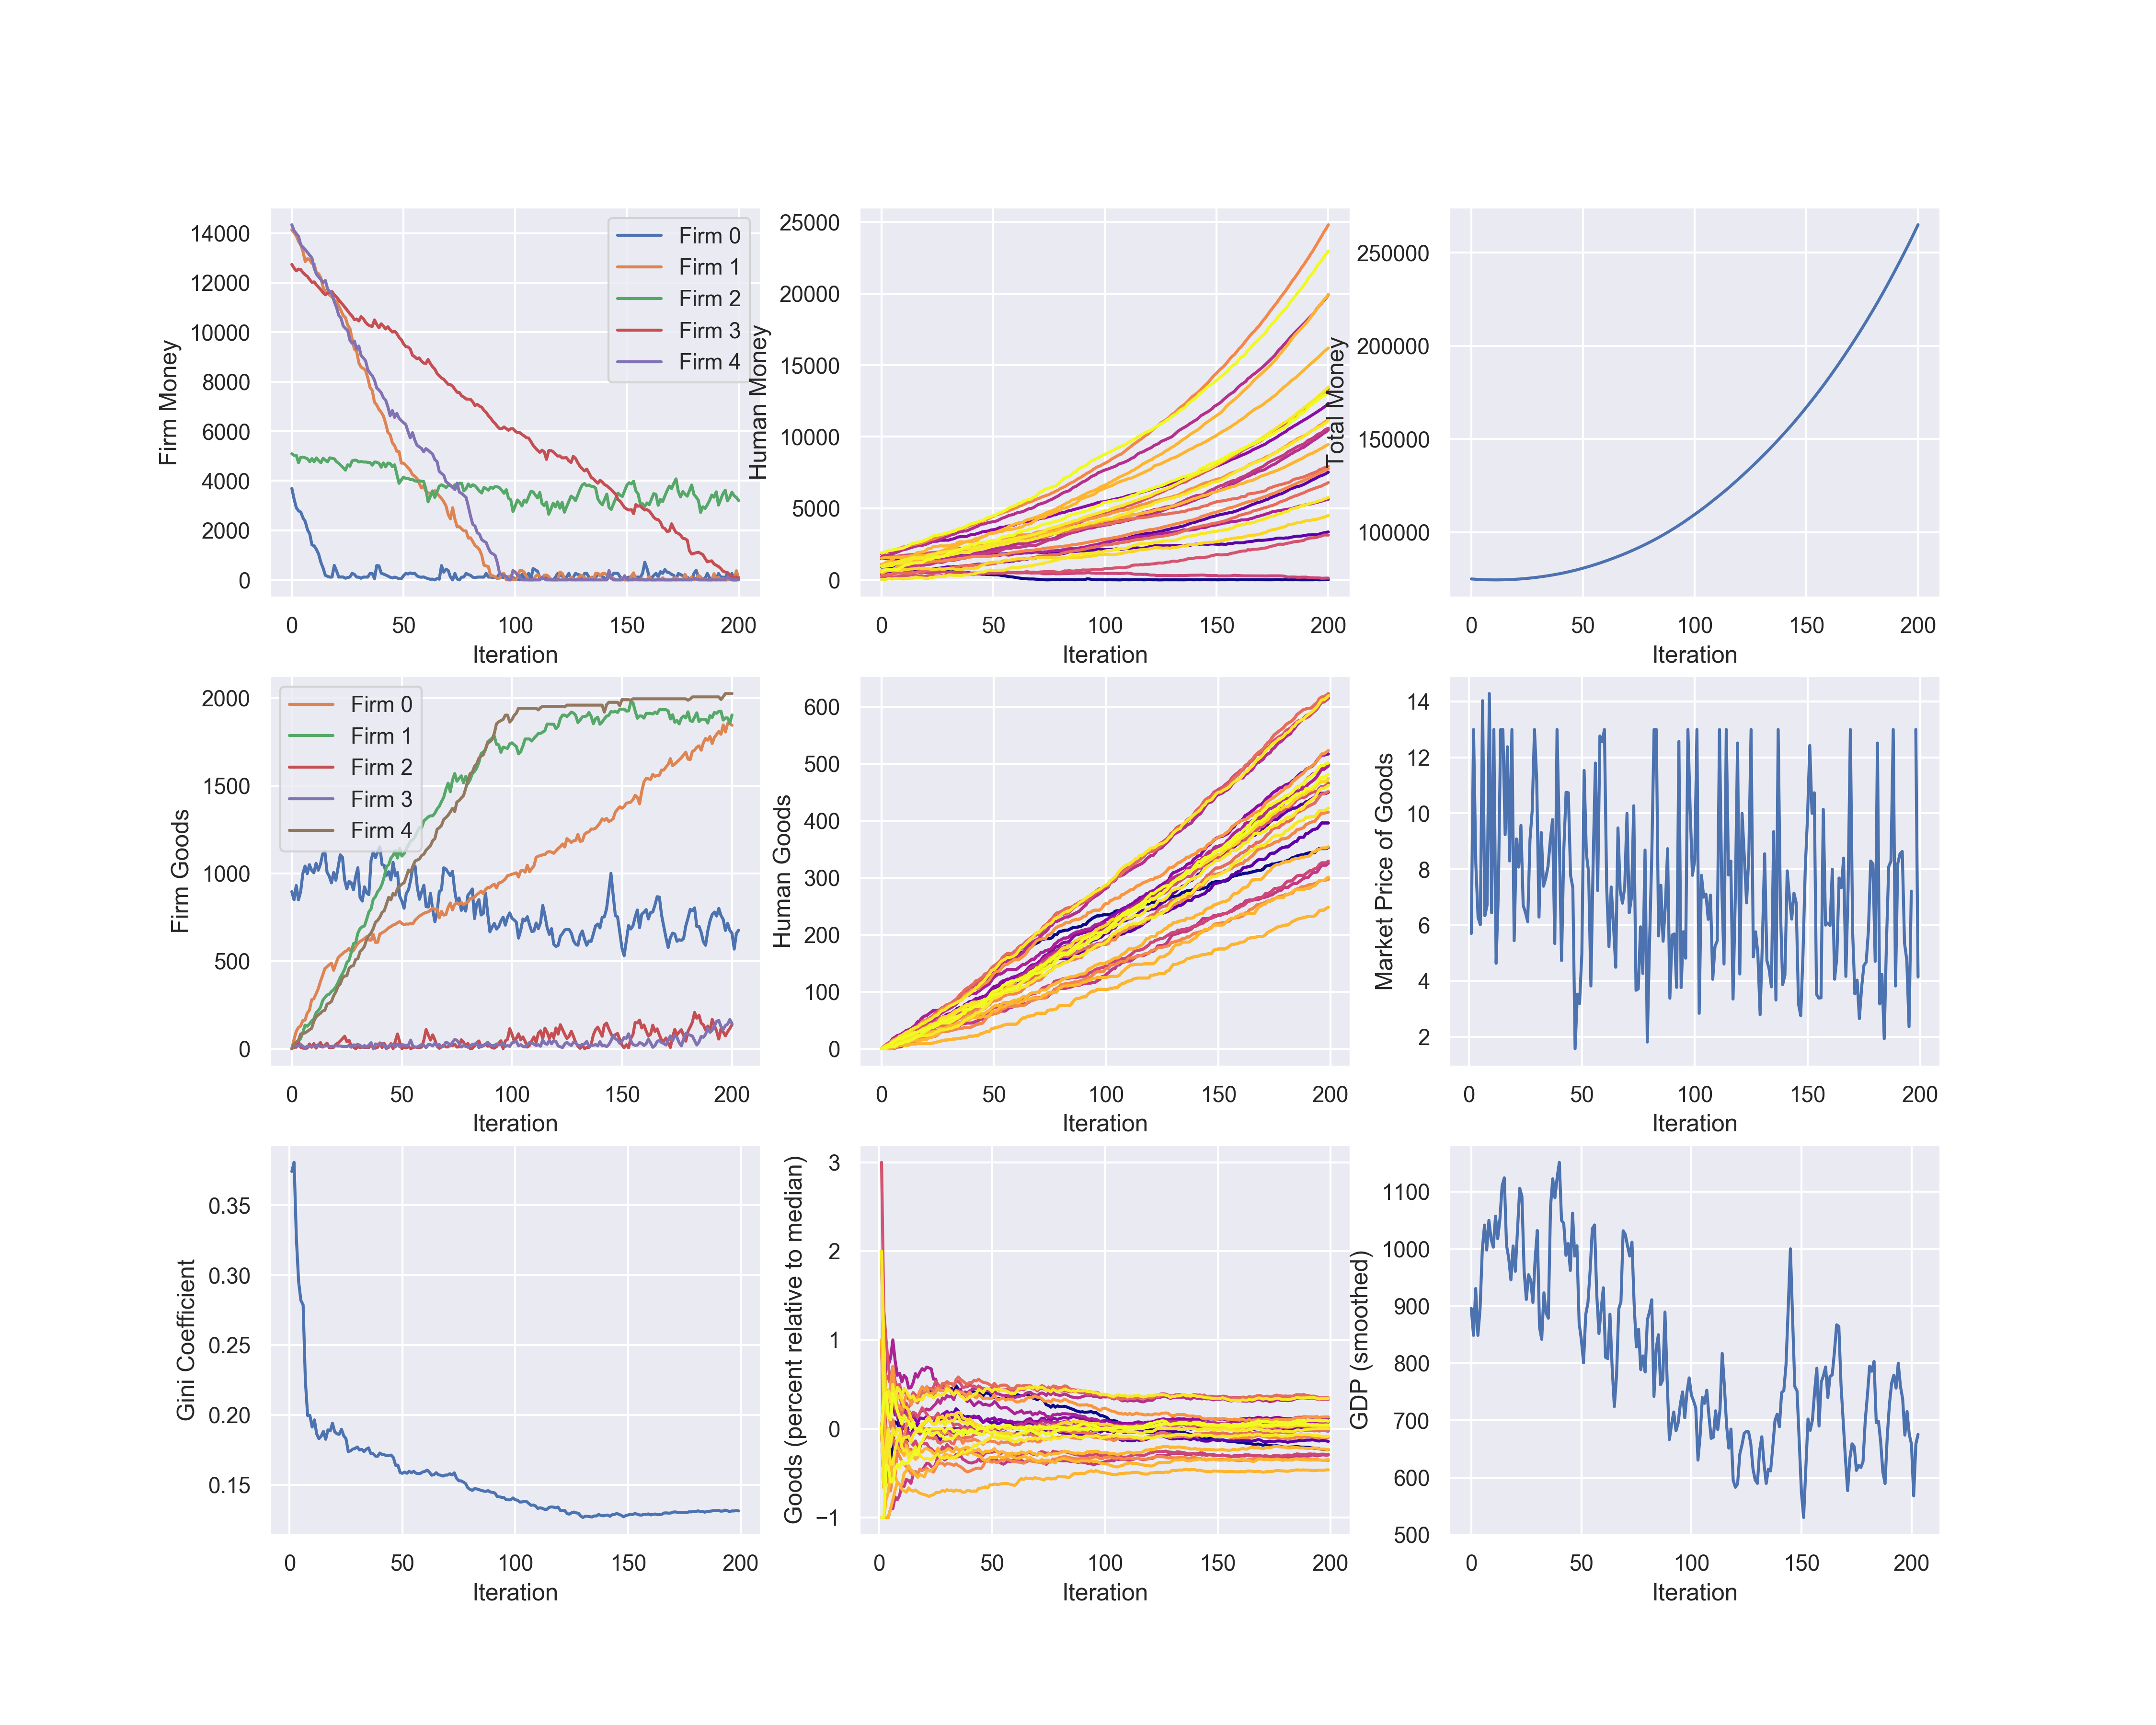 Firm Money
14000
12000
10000
8000
6000
4000
2000
0
Firm 0
Firm 1
Firm 2
Firm 3
Firm 4
0 50 100 150 200
Iteration
Human Money
25000
20000
15000
10000
5000
0
0 50 100 150 200
Iteration
Total Money
250000
200000
150000
100000
0 50 100 150 200
Iteration
Firm Goods
2000
1500
1000
500
0
Firm 0
Firm 1
Firm 2
Firm 3
Firm 4
0 50 100 150 200
Iteration
Human Goods
600
500
400
300
200
100
0
0 50 100 150 200
Iteration
Market Price of Goods
14
12
10
8
6
4
2
0 50 100 150 200
Iteration
Gini Coefficient
0.35
0.30
0.25
0.20
0.15
0 50 100 150 200
Iteration
Goods (percent relative to median)
3
2
1
0
−1
0 50 100 150 200
Iteration
GDP (smoothed)
1100
1000
900
800
700
600
500
0 50 100 150 200
Iteration